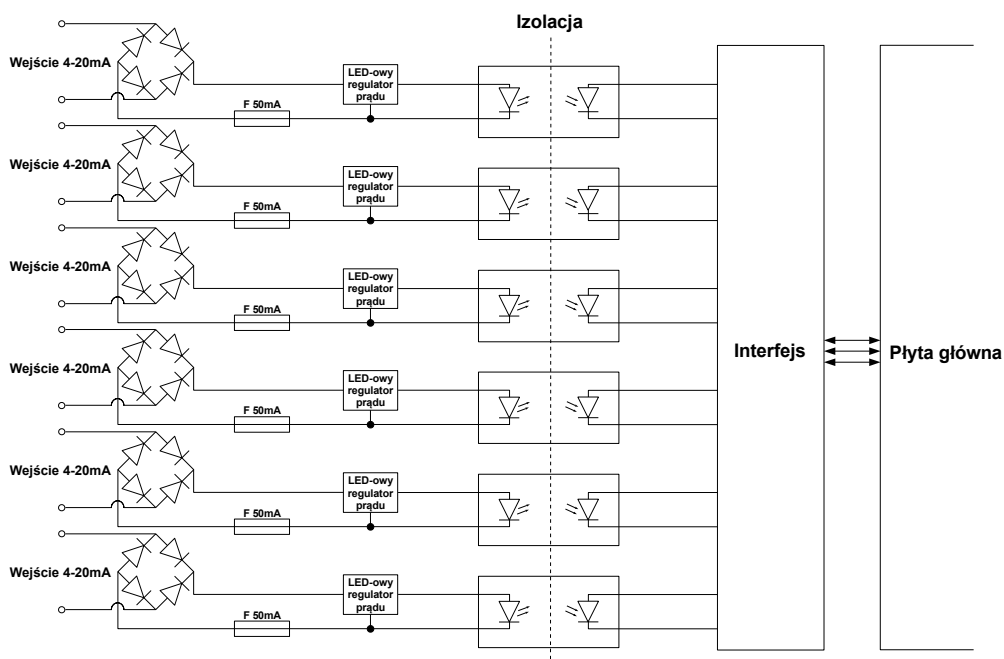 Izolacja
Wejście 4-20mA
F 50mA
LED-owy
regulator
prądu
Wejście 4-20mA
F 50mA
LED-owy
regulator
prądu
Wejście 4-20mA
F 50mA
LED-owy
regulator
prądu
Wejście 4-20mA
F 50mA
LED-owy
regulator
prądu
Wejście 4-20mA
F 50mA
LED-owy
regulator
prądu
Wejście 4-20mA
F 50mA
LED-owy
regulator
prądu
Interfejs
Płyta główna